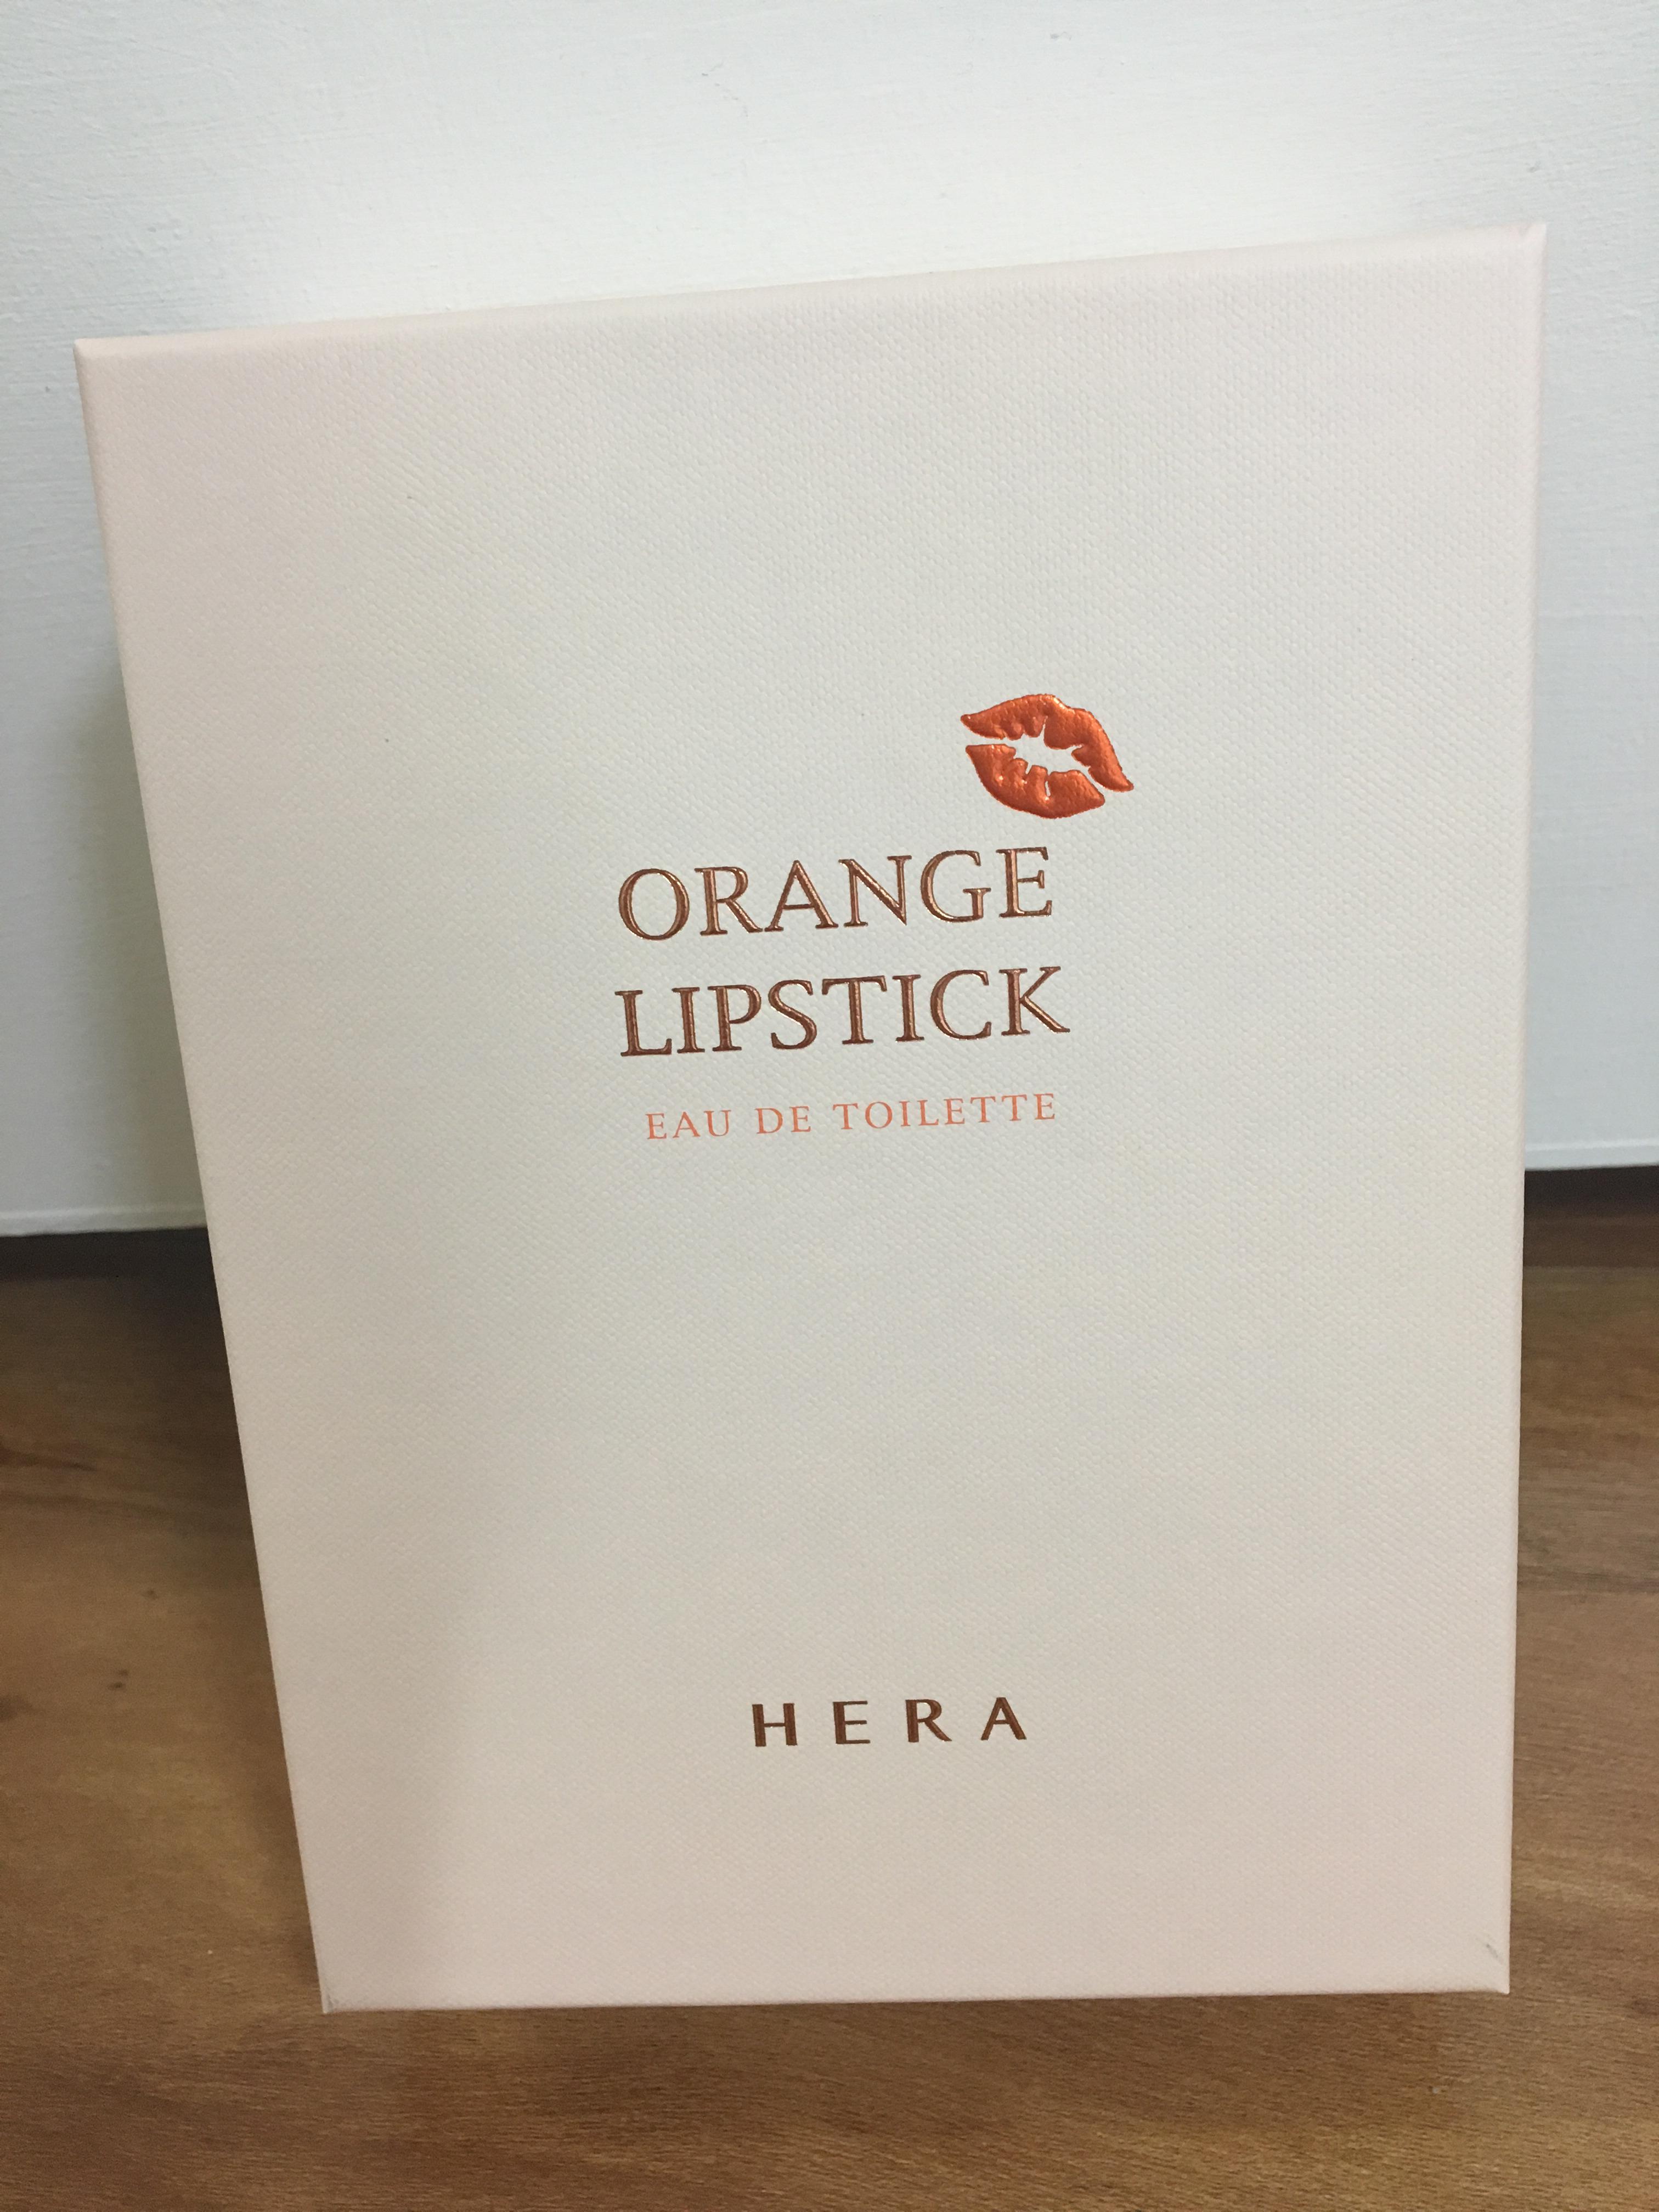 ORANGE
LIPSTICK
EAU DE TOILETTE
HERA